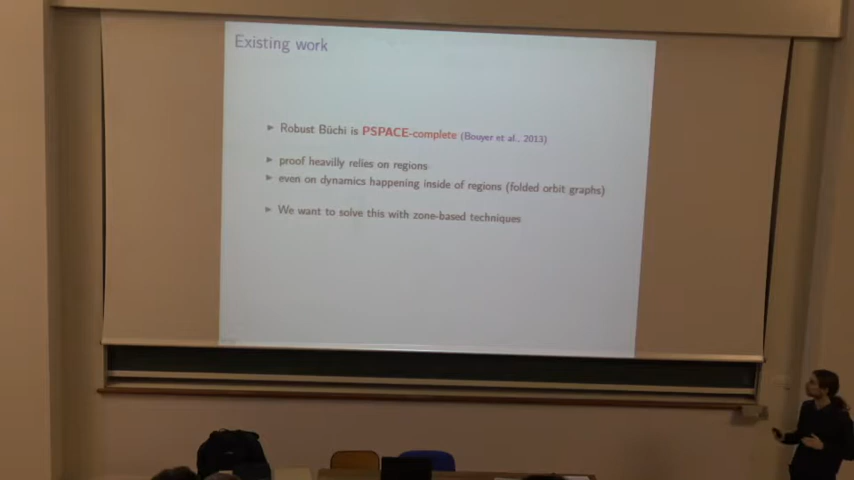 Existing work
▶ Robust Büchi is PSPACE-complete (Bouyer et al., 2013)
▶ proof heavilly relies on regions
▶ even on dynamics happening inside of regions (folded orbit graphs)
▶ We want to solve this with zone-based techniques